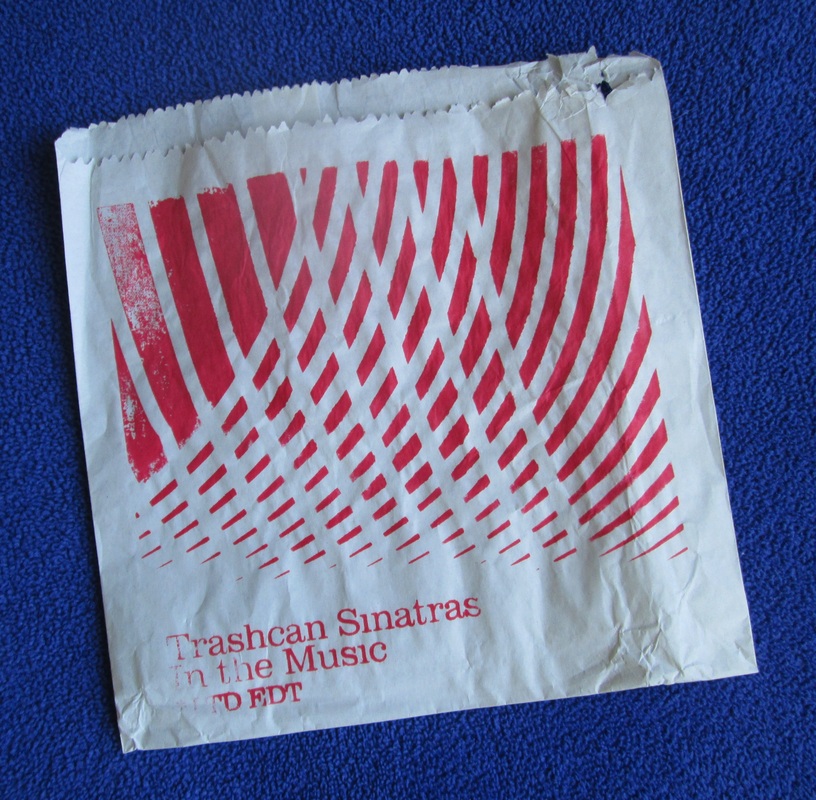 Trashcan Sinatras
In the Music
LTD EDT